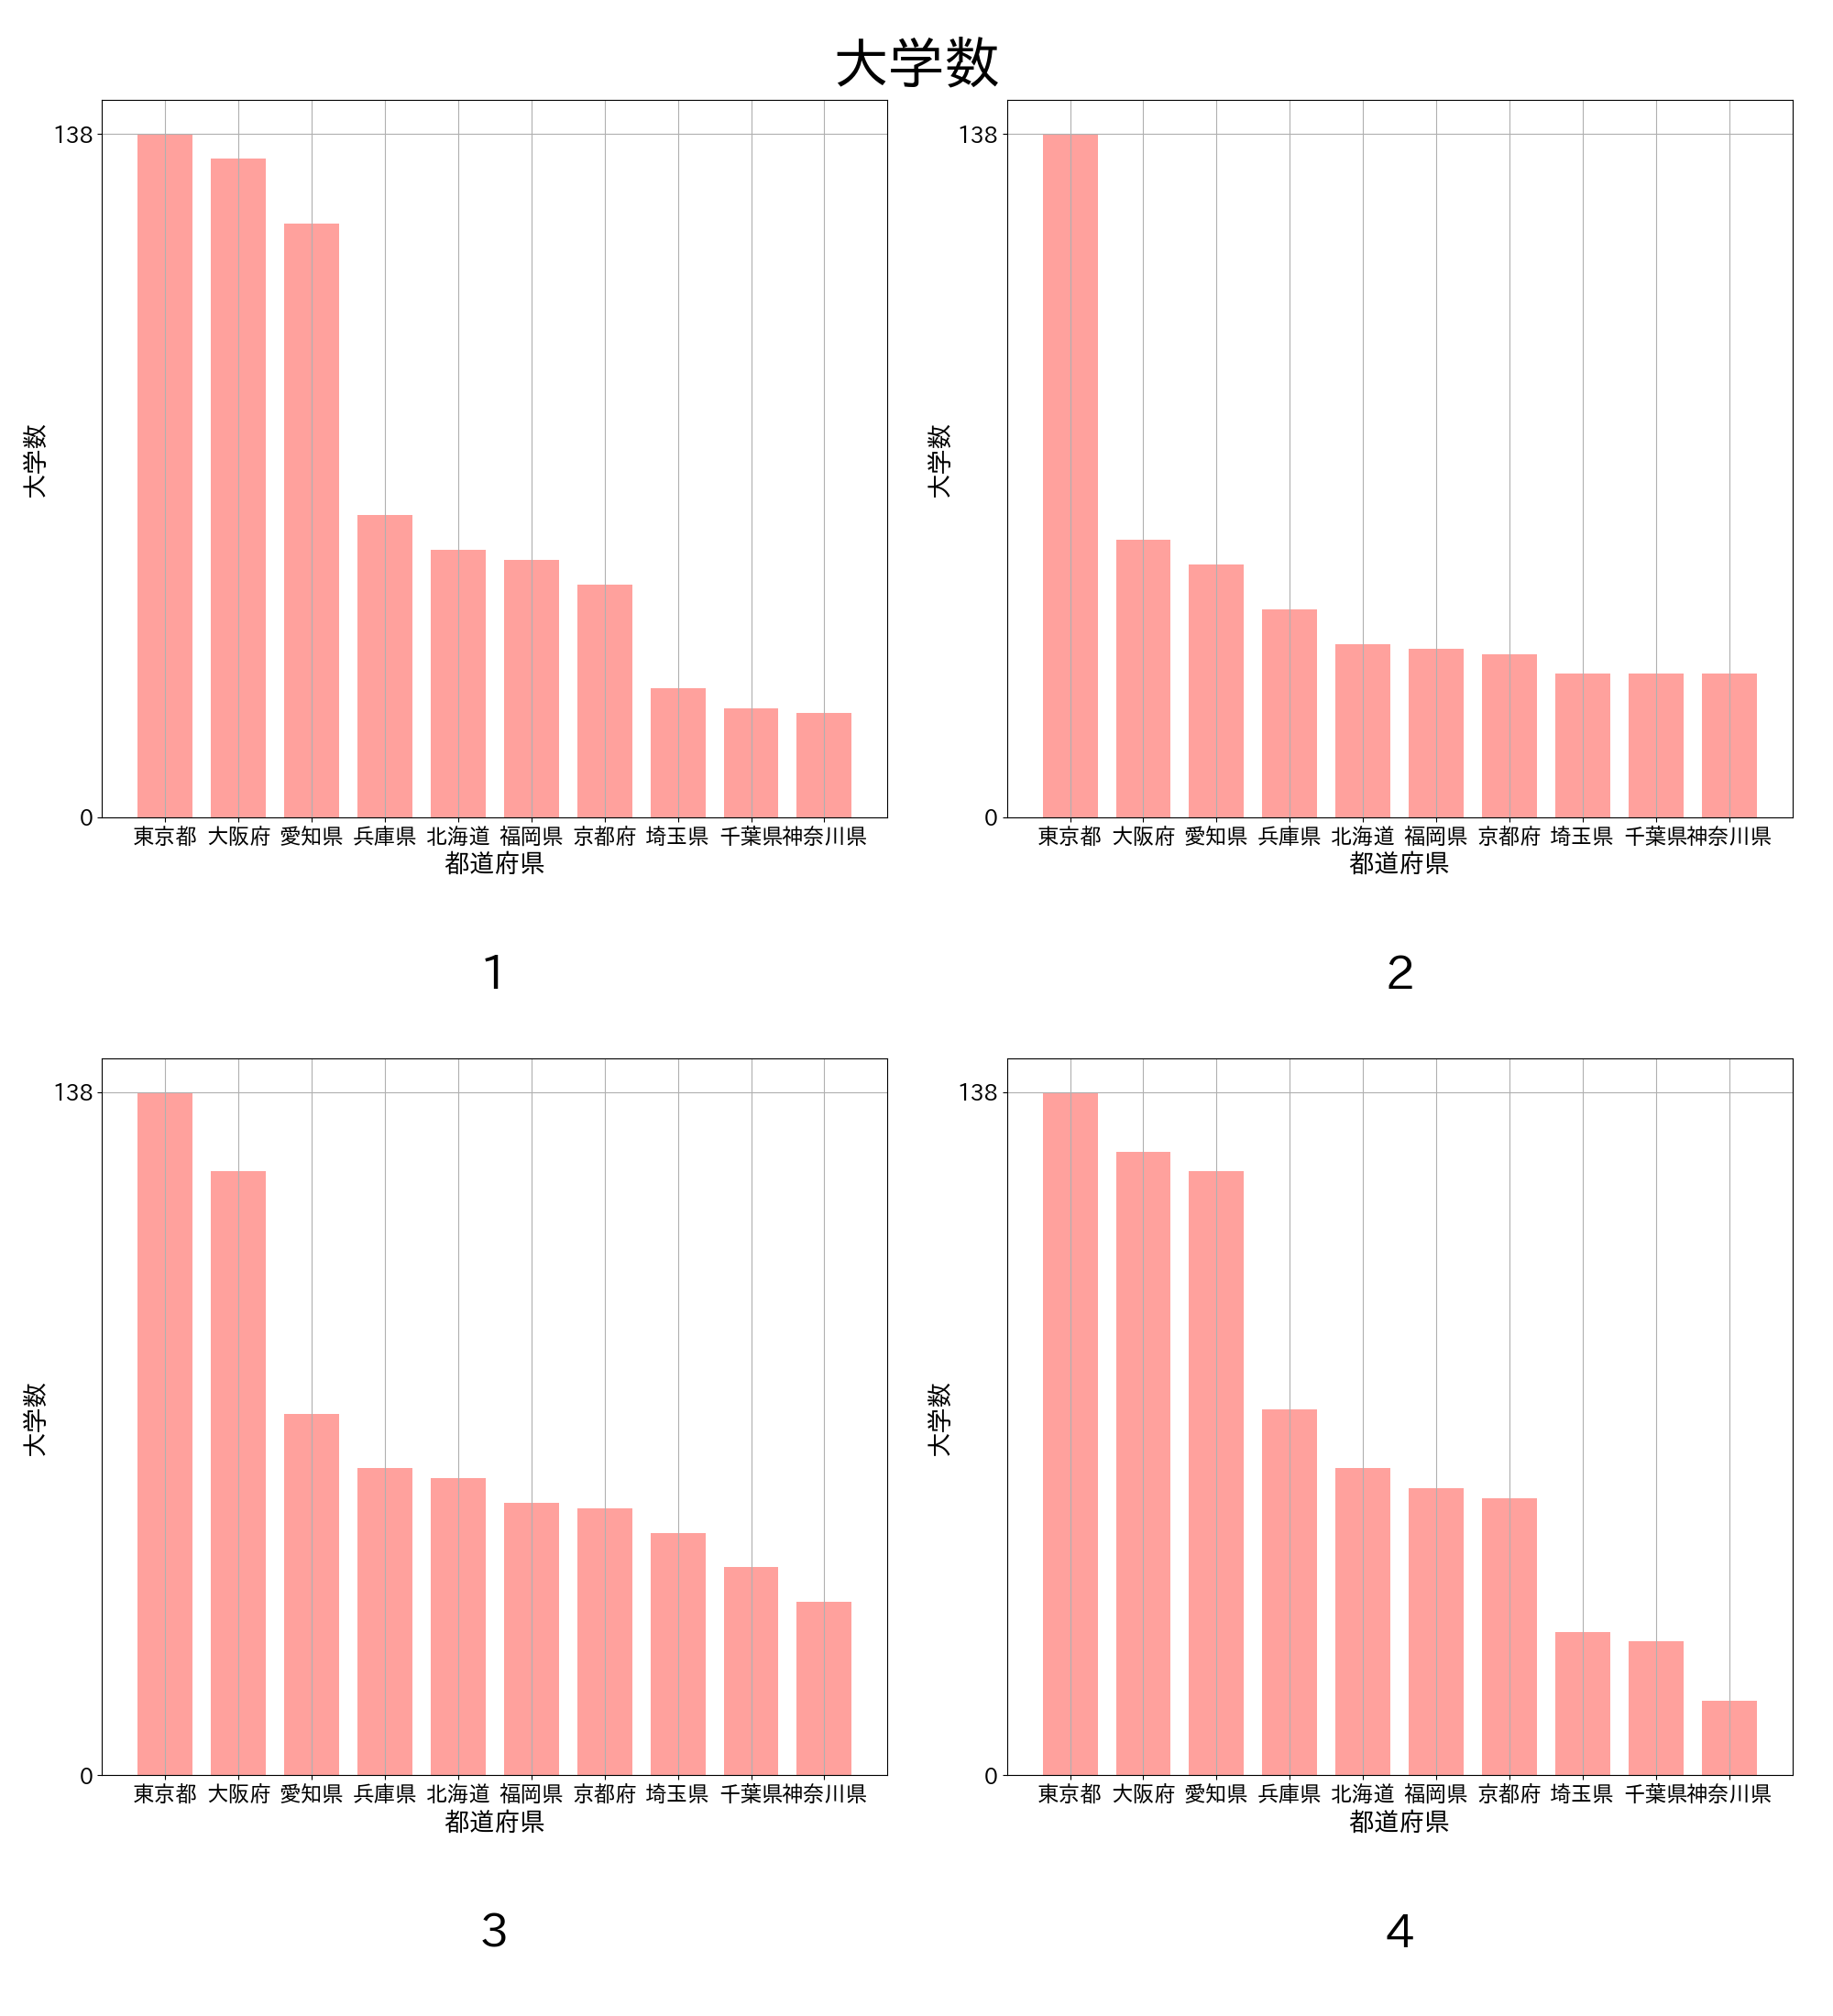 大学数
138
大学数
0
東京都 大阪府 愛知県 兵庫県 北海道 福岡県 京都府 埼玉県 千葉県 神奈川県
都道府県
1
138
大学数
0
東京都 大阪府 愛知県 兵庫県 北海道 福岡県 京都府 埼玉県 千葉県 神奈川県
都道府県
2
138
大学数
0
東京都 大阪府 愛知県 兵庫県 北海道 福岡県 京都府 埼玉県 千葉県 神奈川県
都道府県
3
138
大学数
0
東京都 大阪府 愛知県 兵庫県 北海道 福岡県 京都府 埼玉県 千葉県 神奈川県
都道府県
4